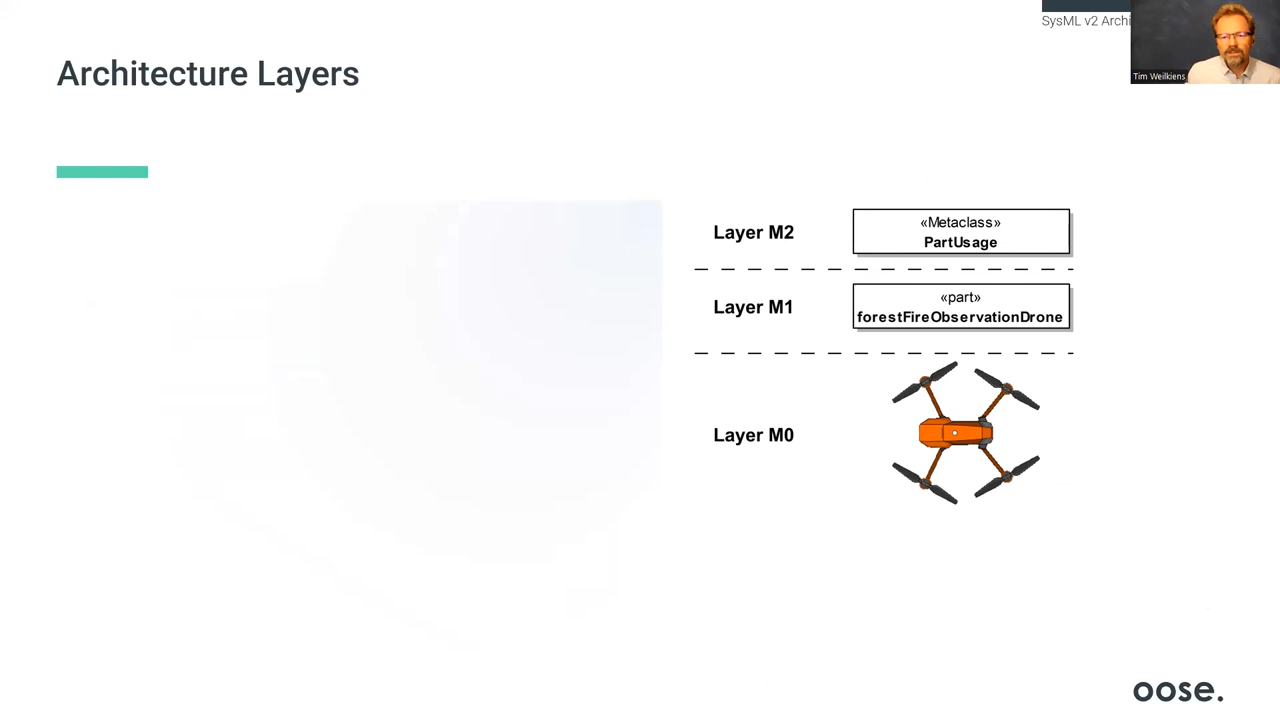 SysML v2 Archi
Tim Weilkiens
Architecture Layers
Layer M2
«Metaclass»
PartUsage
Layer M1
«part»
forestFireObservationDrone
Layer M0
oose.